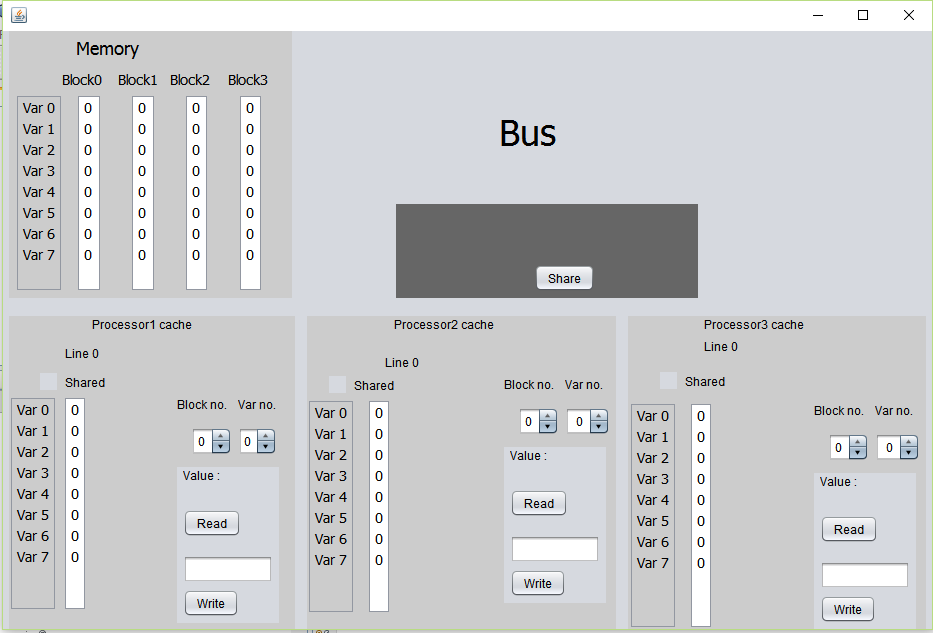 Memory
Block0 Block1 Block2 Block3
Var 0 0 0 0 0
Var 1 0 0 0 0
Var 2 0 0 0 0
Var 3 0 0 0 0
Var 4 0 0 0 0
Var 5 0 0 0 0
Var 6 0 0 0 0
Var 7 0 0 0 0
Bus
Share
Processor1 cache
Line 0
Shared
Var 0 0
Var 1 0
Var 2 0
Var 3 0
Var 4 0
Var 5 0
Var 6 0
Var 7 0
Block no. Var no.
0 0
Value :
Read
Write
Processor2 cache
Line 0
Shared
Var 0 0
Var 1 0
Var 2 0
Var 3 0
Var 4 0
Var 5 0
Var 6 0
Var 7 0
Block no. Var no.
0 0
Value :
Read
Write
Processor3 cache
Line 0
Shared
Var 0 0
Var 1 0
Var 2 0
Var 3 0
Var 4 0
Var 5 0
Var 6 0
Var 7 0
Block no. Var no.
0 0
Value :
Read
Write